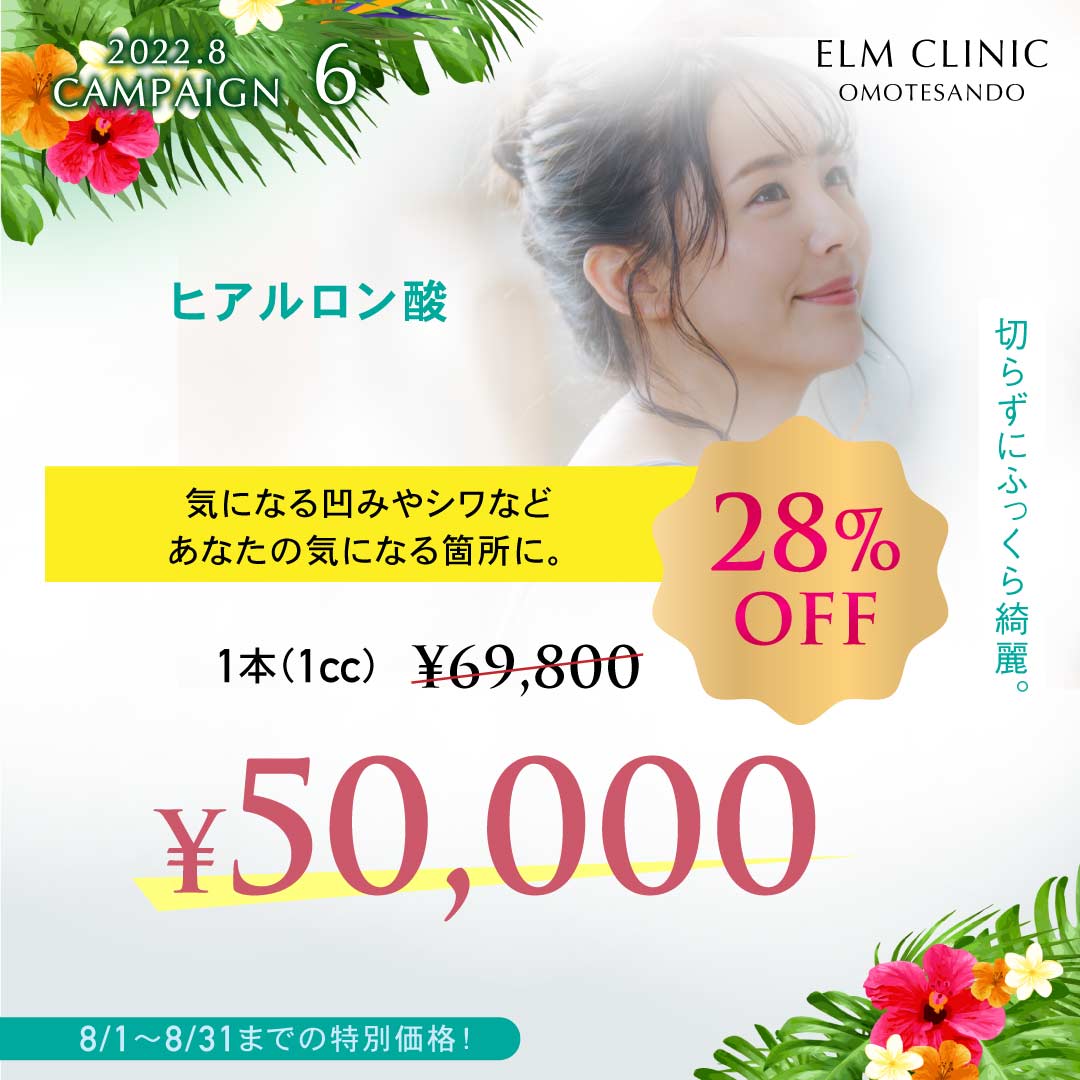 2022.8
CAMPAIGN 6
ELM CLINIC
OMOTESANDO
ヒアルロン酸
切らずにふっくら綺麗。
気になる凹みやシワなど
あなたの気になる箇所に。
28%
OFF
1本(1cc) ¥69,800
¥50,000
8/1～8/31までの特別価格!